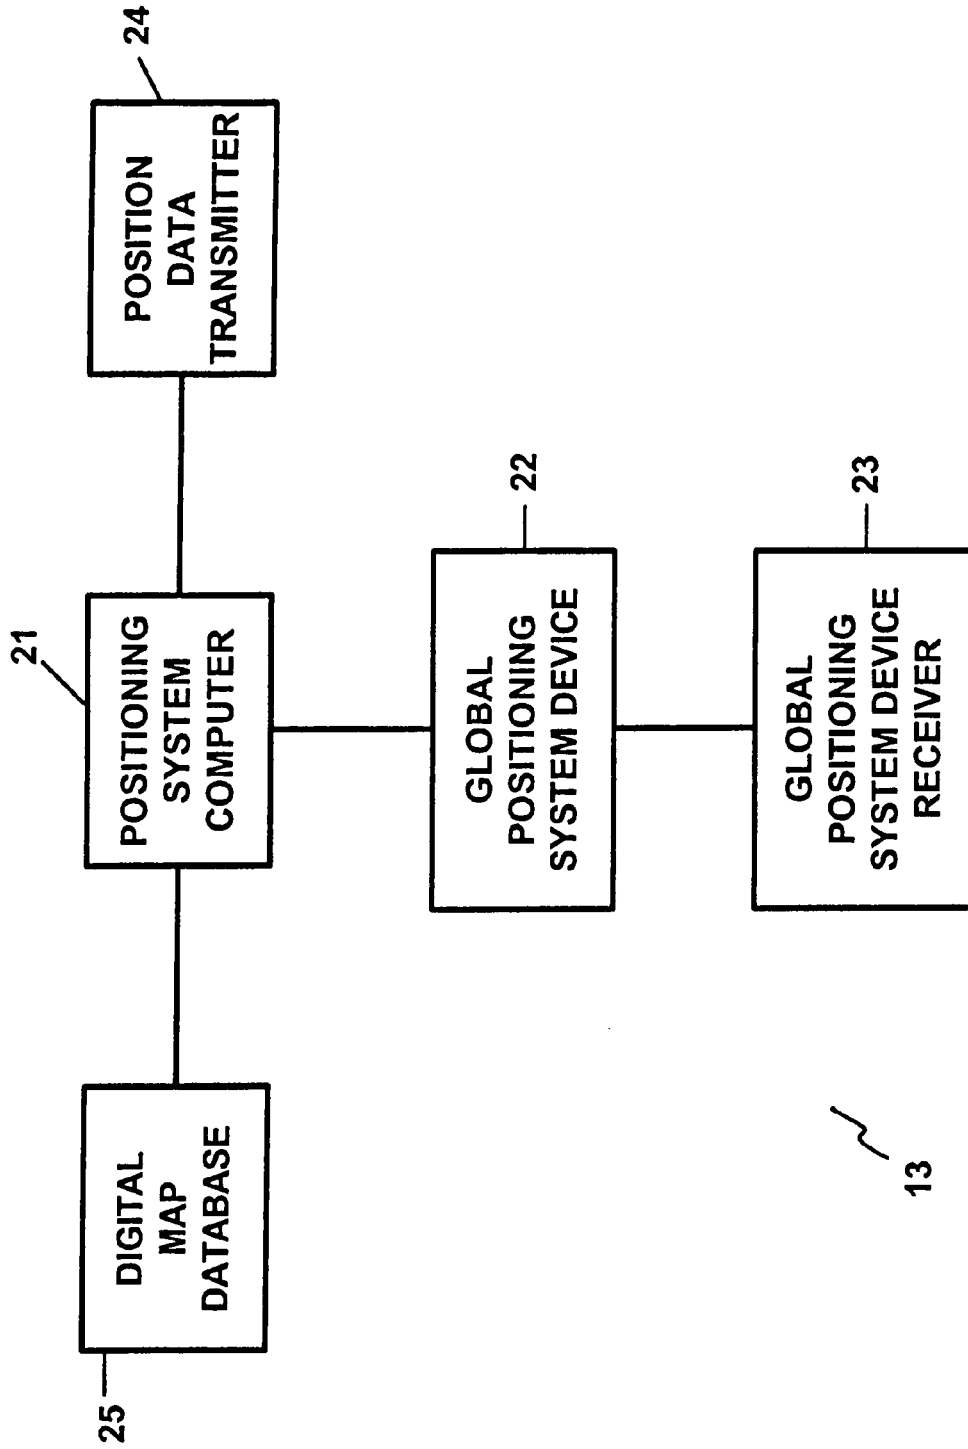 25
DIGITAL
MAP
DATABASE
21
POSITIONING
SYSTEM
COMPUTER
24
POSITION
DATA
TRANSMITTER
22
GLOBAL
POSITIONING
SYSTEM DEVICE
23
GLOBAL
POSITIONING
SYSTEM DEVICE
RECEIVER
13